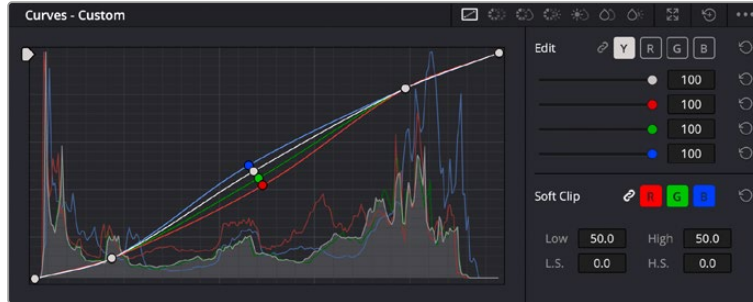 Curves - Custom
Edit Y R G B
100
100
100
100
Soft Clip R G B
Low 50.0 High 50.0
L.S. 0.0 H.S. 0.0